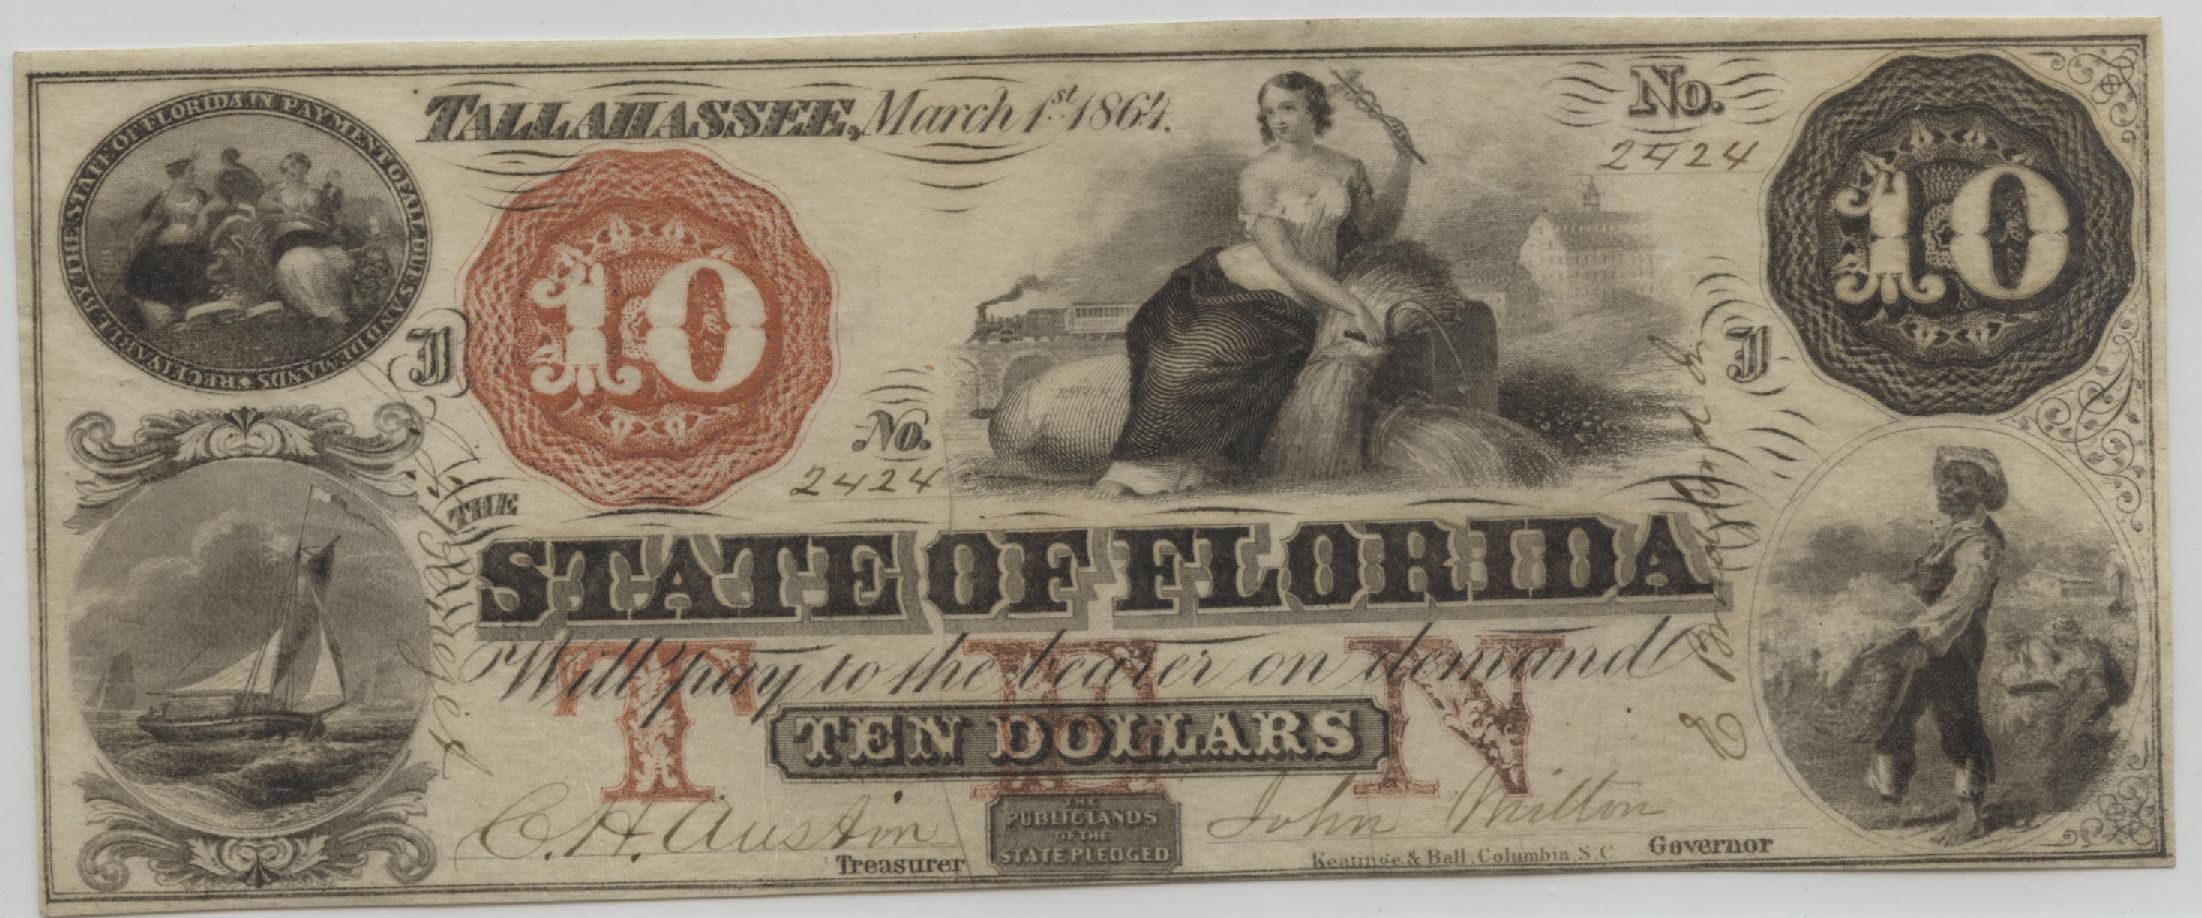 RECEIVABLE BY THE STATE OF FLORIDA IN PAYMENT OF ALL DUES AND DEMANDS
TALLAHASSEE, March 1st 1864.
No.
2424
10
10
J
J
No.
2424
THE
STATE OF FLORIDA
Will pay to the bearer on demand
TEN
TEN DOLLARS
C. H. Austin
Treasurer
THE
PUBLIC LANDS
OF THE
STATE PLEDGED
John Milton
Governor
Keatinge & Ball, Columbia, S.C.